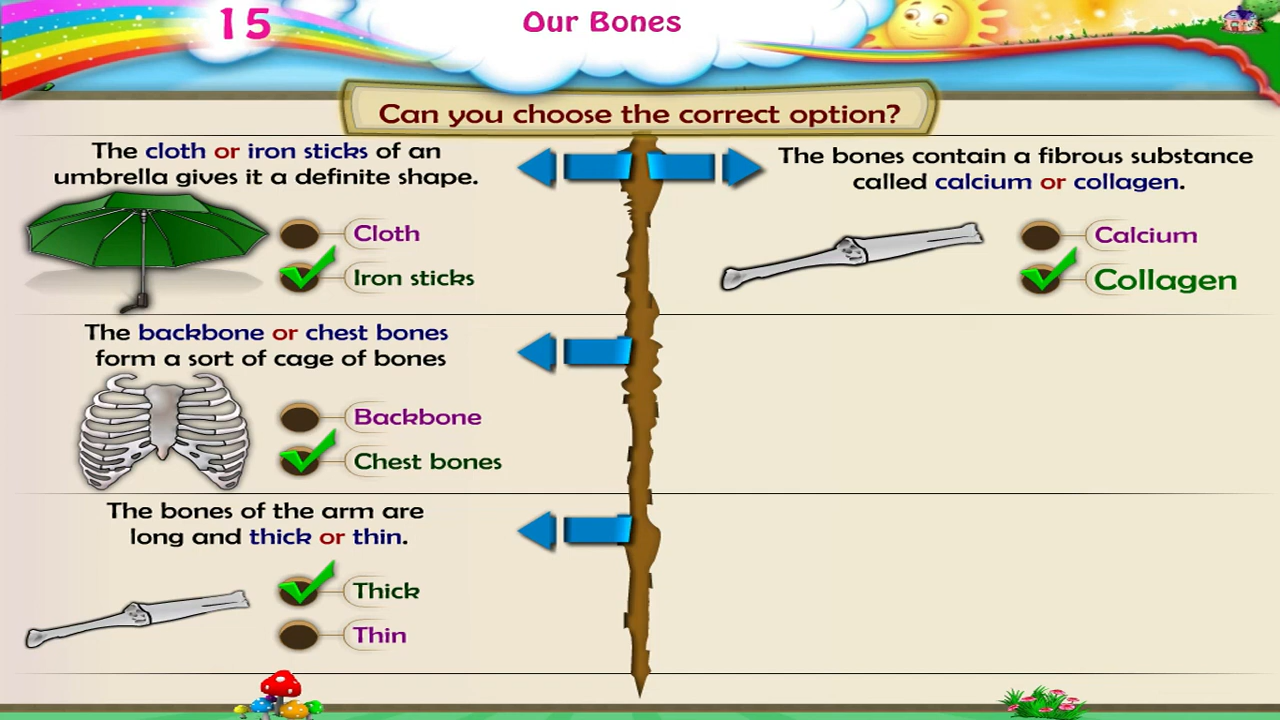 15
Our Bones
Can you choose the correct option?
The cloth or iron sticks of an
umbrella gives it a definite shape.
Cloth
Iron sticks
The backbone or chest bones
form a sort of cage of bones
Backbone
Chest bones
The bones of the arm are
long and thick or thin.
Thick
Thin
The bones contain a fibrous substance
called calcium or collagen.
Calcium
Collagen